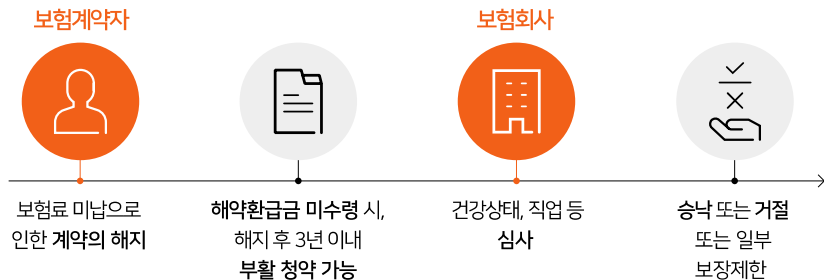 보험계약자
보험회사
보험료 미납으로
인한 계약의 해지
해약환급금 미수령 시,
해지 후 3년 이내
부활 청약 가능
건강상태, 직업 등
심사
승낙 또는 거절
또는 일부
보장제한